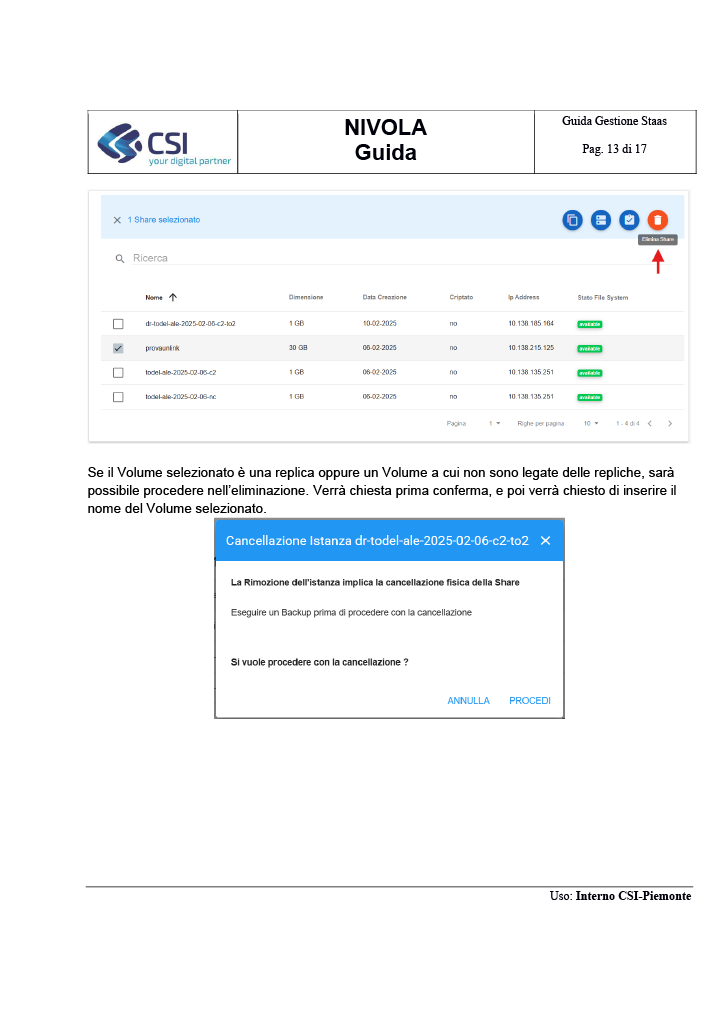 CSI
your digital partner
NIVOLA
Guida
Guida Gestione Staas
Pag. 13 di 17
1 Share selezionato
Elimina Share
Ricerca
Nome Dimensione Data Creazione Criptato Ip Address Stato File System
dr-todel-ale-2025-02-06-c2-to2 1 GB 10-02-2025 no 10.138.185.164 available
provaunlink 30 GB 06-02-2025 no 10.138.215.125 available
todel-ale-2025-02-06-c2 1 GB 06-02-2025 no 10.138.135.251 available
todel-ale-2025-02-06-nc 1 GB 06-02-2025 no 10.138.135.251 available
Pagina 1 Righe per pagina 10 1 - 4 di 4
Se il Volume selezionato è una replica oppure un Volume a cui non sono legate delle repliche, sarà
possibile procedere nell'eliminazione. Verrà chiesta prima conferma, e poi verrà chiesto di inserire il
nome del Volume selezionato.
Cancellazione Istanza dr-todel-ale-2025-02-06-c2-to2
La Rimozione dell'istanza implica la cancellazione fisica della Share
Eseguire un Backup prima di procedere con la cancellazione
Si vuole procedere con la cancellazione ?
ANNULLA PROCEDI
Uso: Interno CSI-Piemonte